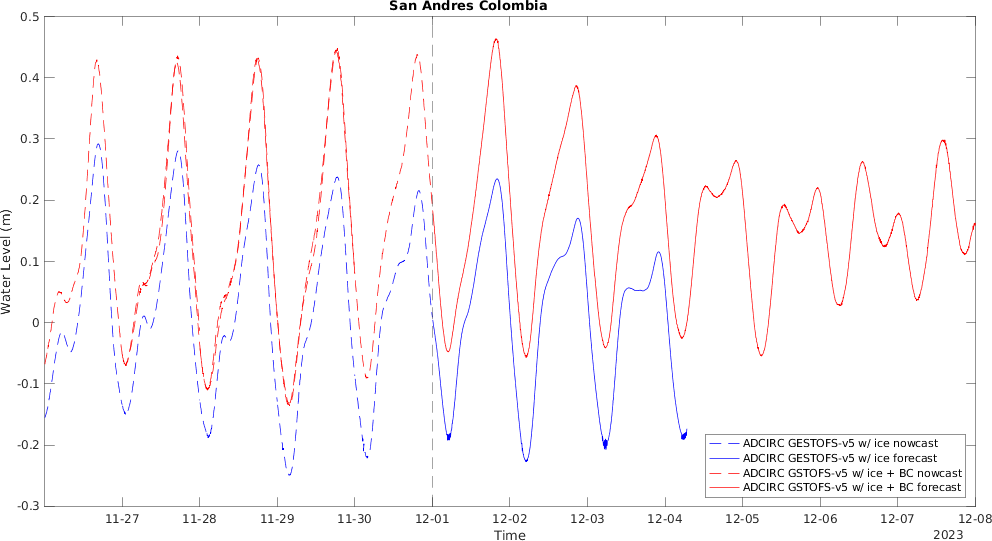 San Andres Colombia
0.5
0.4
0.3
0.2
0.1
0
-0.1
-0.2
-0.3
Water Level (m)
ADCIRC GESTOFS-v5 w/ ice nowcast
ADCIRC GESTOFS-v5 w/ ice forecast
ADCIRC GSTOFS-v5 w/ ice + BC nowcast
ADCIRC GSTOFS-v5 w/ ice + BC forecast
11-27 11-28 11-29 11-30 12-01 12-02 12-03 12-04 12-05 12-06 12-07 12-08
Time
2023